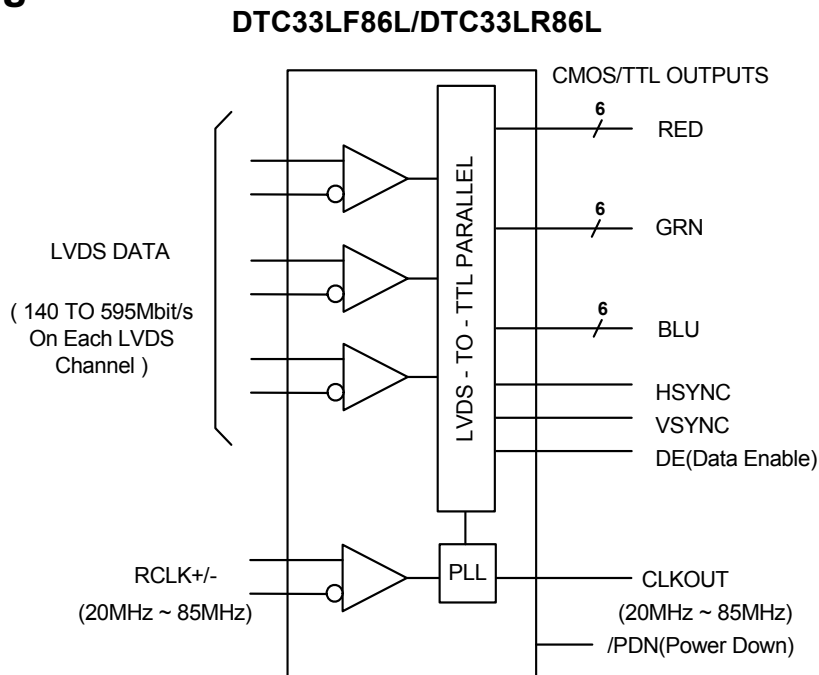 DTC33LF86L/DTC33LR86L
CMOS/TTL OUTPUTS
6
RED
6
GRN
6
BLU
HSYNC
VSYNC
DE(Data Enable)
LVDS DATA
( 140 TO 595Mbit/s
On Each LVDS
Channel )
LVDS - TO - TTL PARALLEL
RCLK+/-
(20MHz ~ 85MHz)
PLL
CLKOUT
(20MHz ~ 85MHz)
/PDN(Power Down)